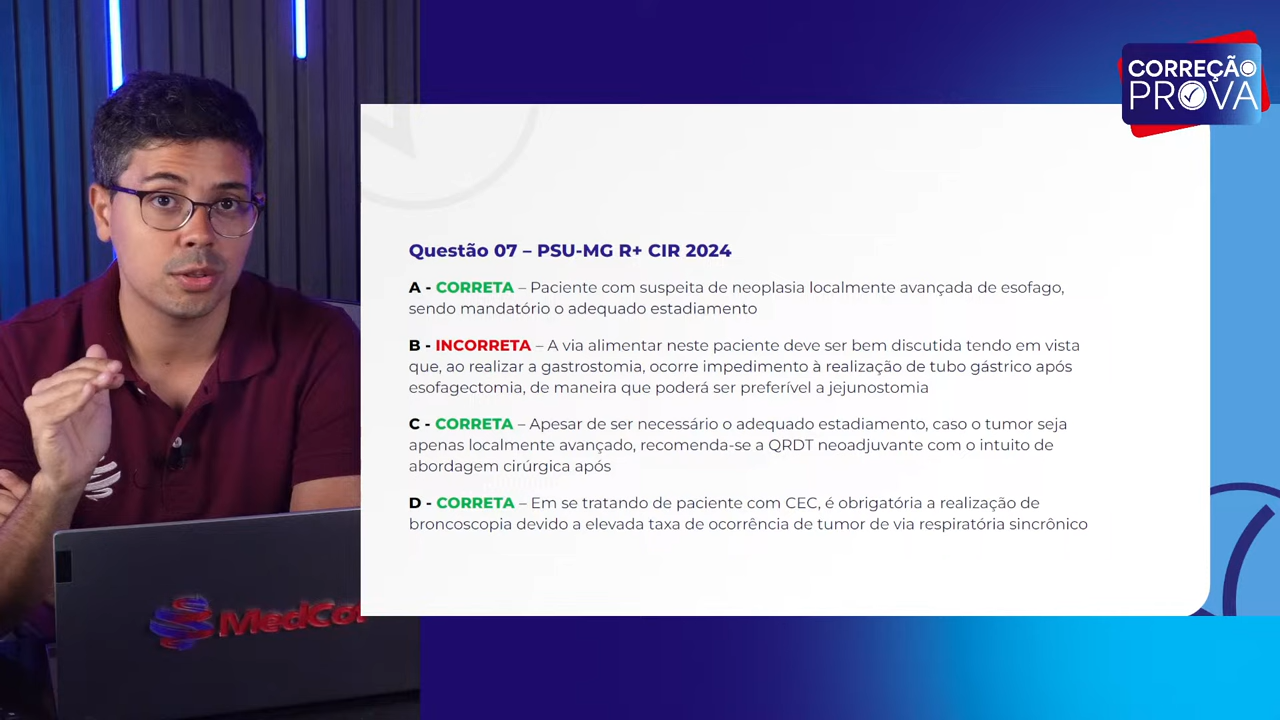 CORREÇÃO
PROVA
Questão 07 – PSU-MG R+ CIR 2024
A - CORRETA – Paciente com suspeita de neoplasia localmente avançada de esofago,
sendo mandatório o adequado estadiamento
B - INCORRETA – A via alimentar neste paciente deve ser bem discutida tendo em vista
que, ao realizar a gastrostomia, ocorre impedimento à realização de tubo gástrico após
esofagectomia, de maneira que poderá ser preferível a jejunostomia
C - CORRETA – Apesar de ser necessário o adequado estadiamento, caso o tumor seja
apenas localmente avançado, recomenda-se a QRDT neoadjuvante com o intuito de
abordagem cirúrgica após
D - CORRETA – Em se tratando de paciente com CEC, é obrigatória a realização de
broncoscopia devido a elevada taxa de ocorrência de tumor de via respiratória sincrônico
MedCof